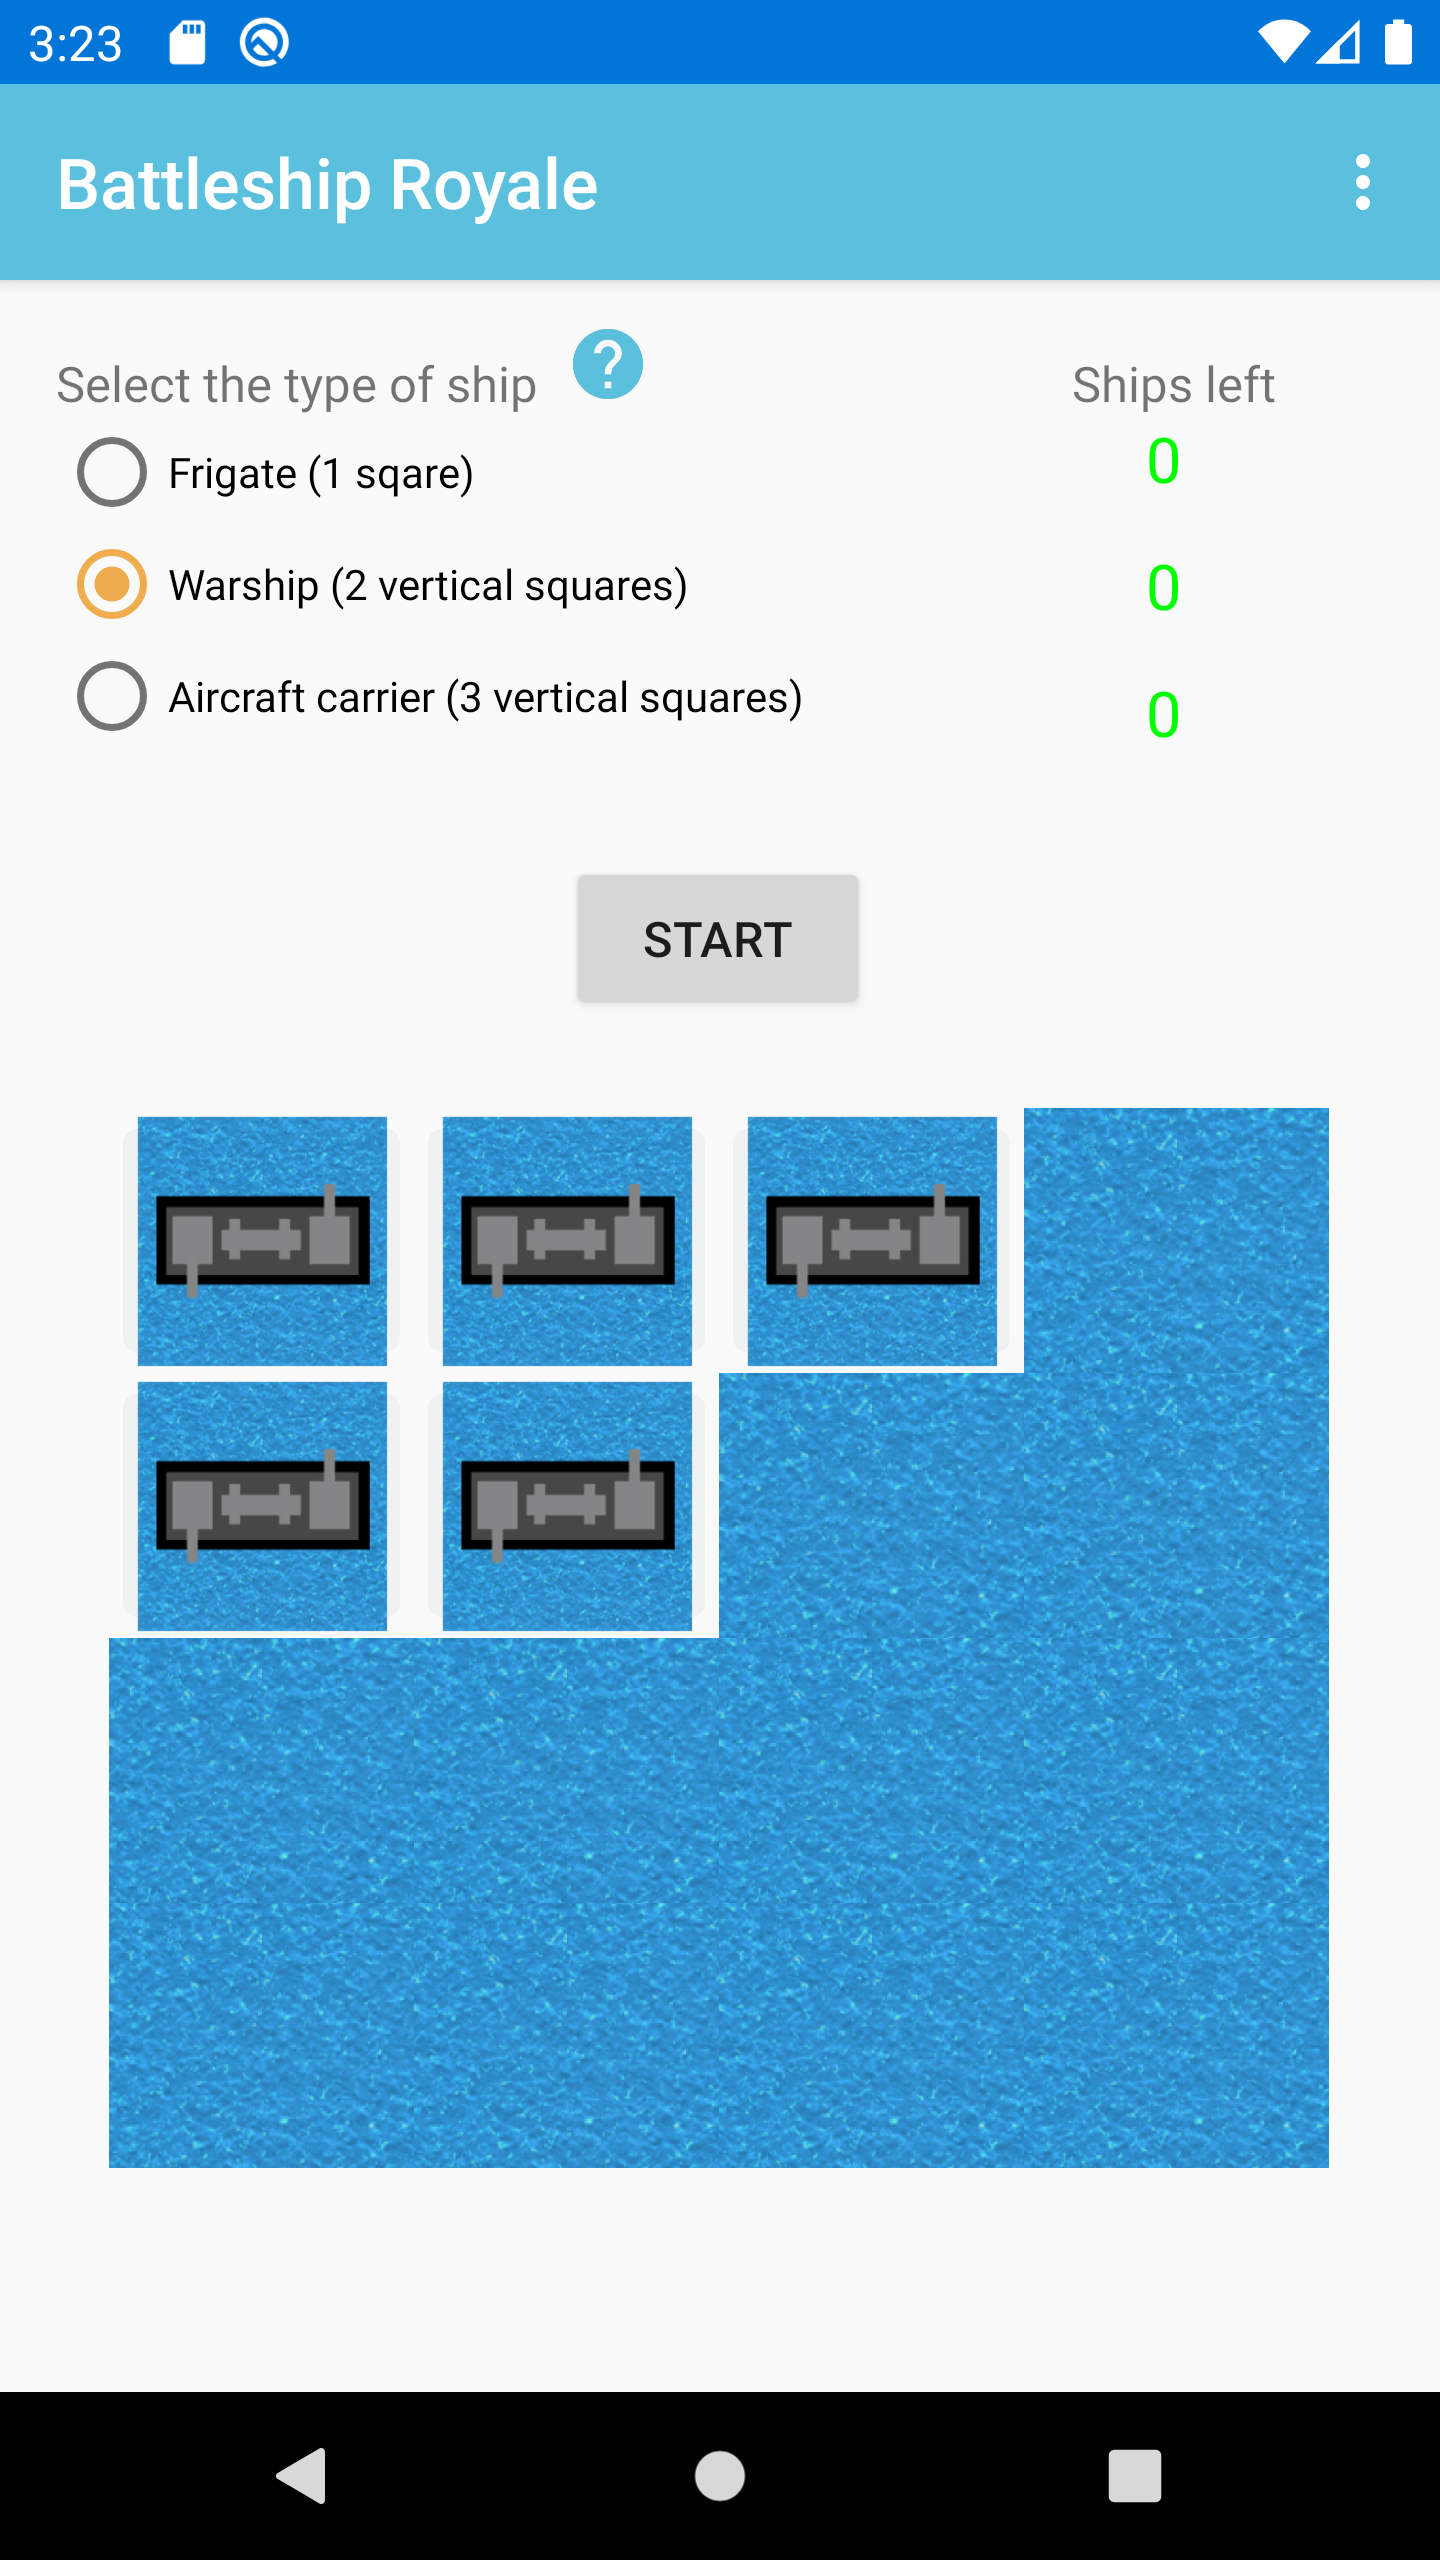 3:23
Battleship Royale
Select the type of ship
?
Ships left
Frigate (1 sqare)
0
Warship (2 vertical squares)
0
Aircraft carrier (3 vertical squares)
0
START